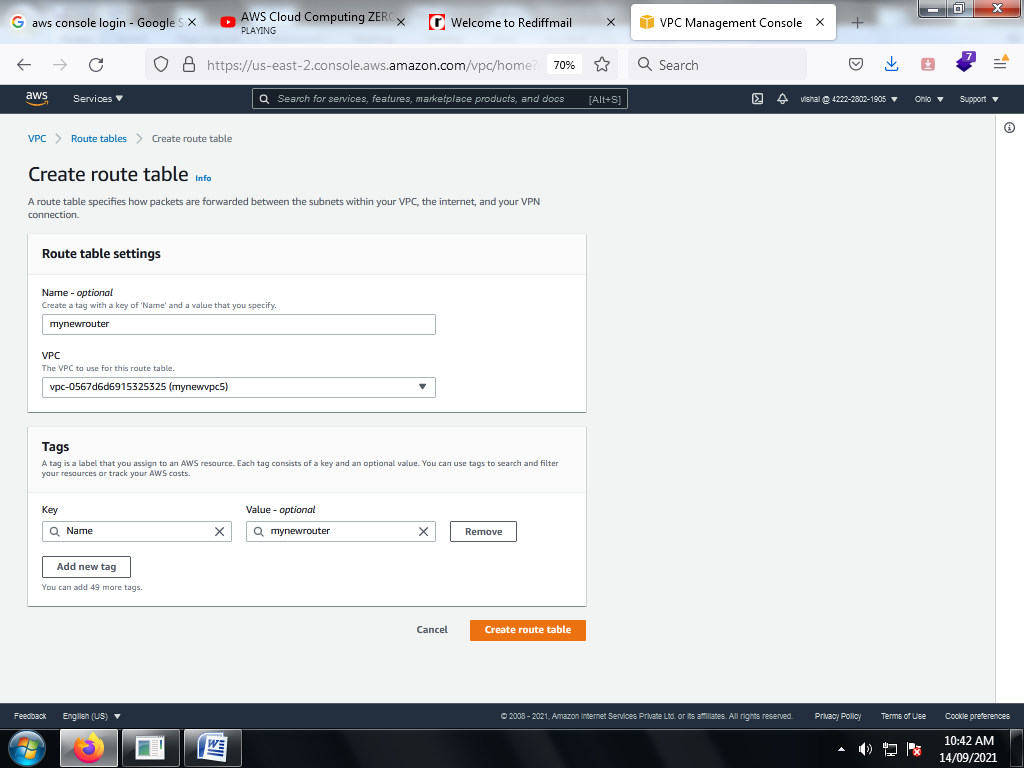 aws console login - Google S
AWS Cloud Computing ZERO
PLAYING
Welcome to Rediffmail
VPC Management Console
https://us-east-2.console.aws.amazon.com/vpc/home?
70%
Search
7
aws
Services
Search for services, features, marketplace products, and docs [Alt+S]
vishal @ 4222-2802-1905
Ohio
Support
VPC > Route tables > Create route table
Create route table Info
A route table specifies how packets are forwarded between the subnets within your VPC, the internet, and your VPN
connection.
Route table settings
Name - optional
Create a tag with a key of 'Name' and a value that you specify.
mynewrouter
VPC
The VPC to use for this route table.
vpc-0567d6d6915325325 (mynewvpc5)
Tags
A tag is a label that you assign to an AWS resource. Each tag consists of a key and an optional value. You can use tags to search and filter
your resources or track your AWS costs.
Key
Value - optional
Name
mynewrouter
Remove
Add new tag
You can add 49 more tags.
Cancel
Create route table
Feedback
English (US)
© 2008 - 2021, Amazon Internet Services Private Ltd. or its affiliates. All rights reserved.
Privacy Policy
Terms of Use
Cookie preferences
10:42 AM
14/09/2021